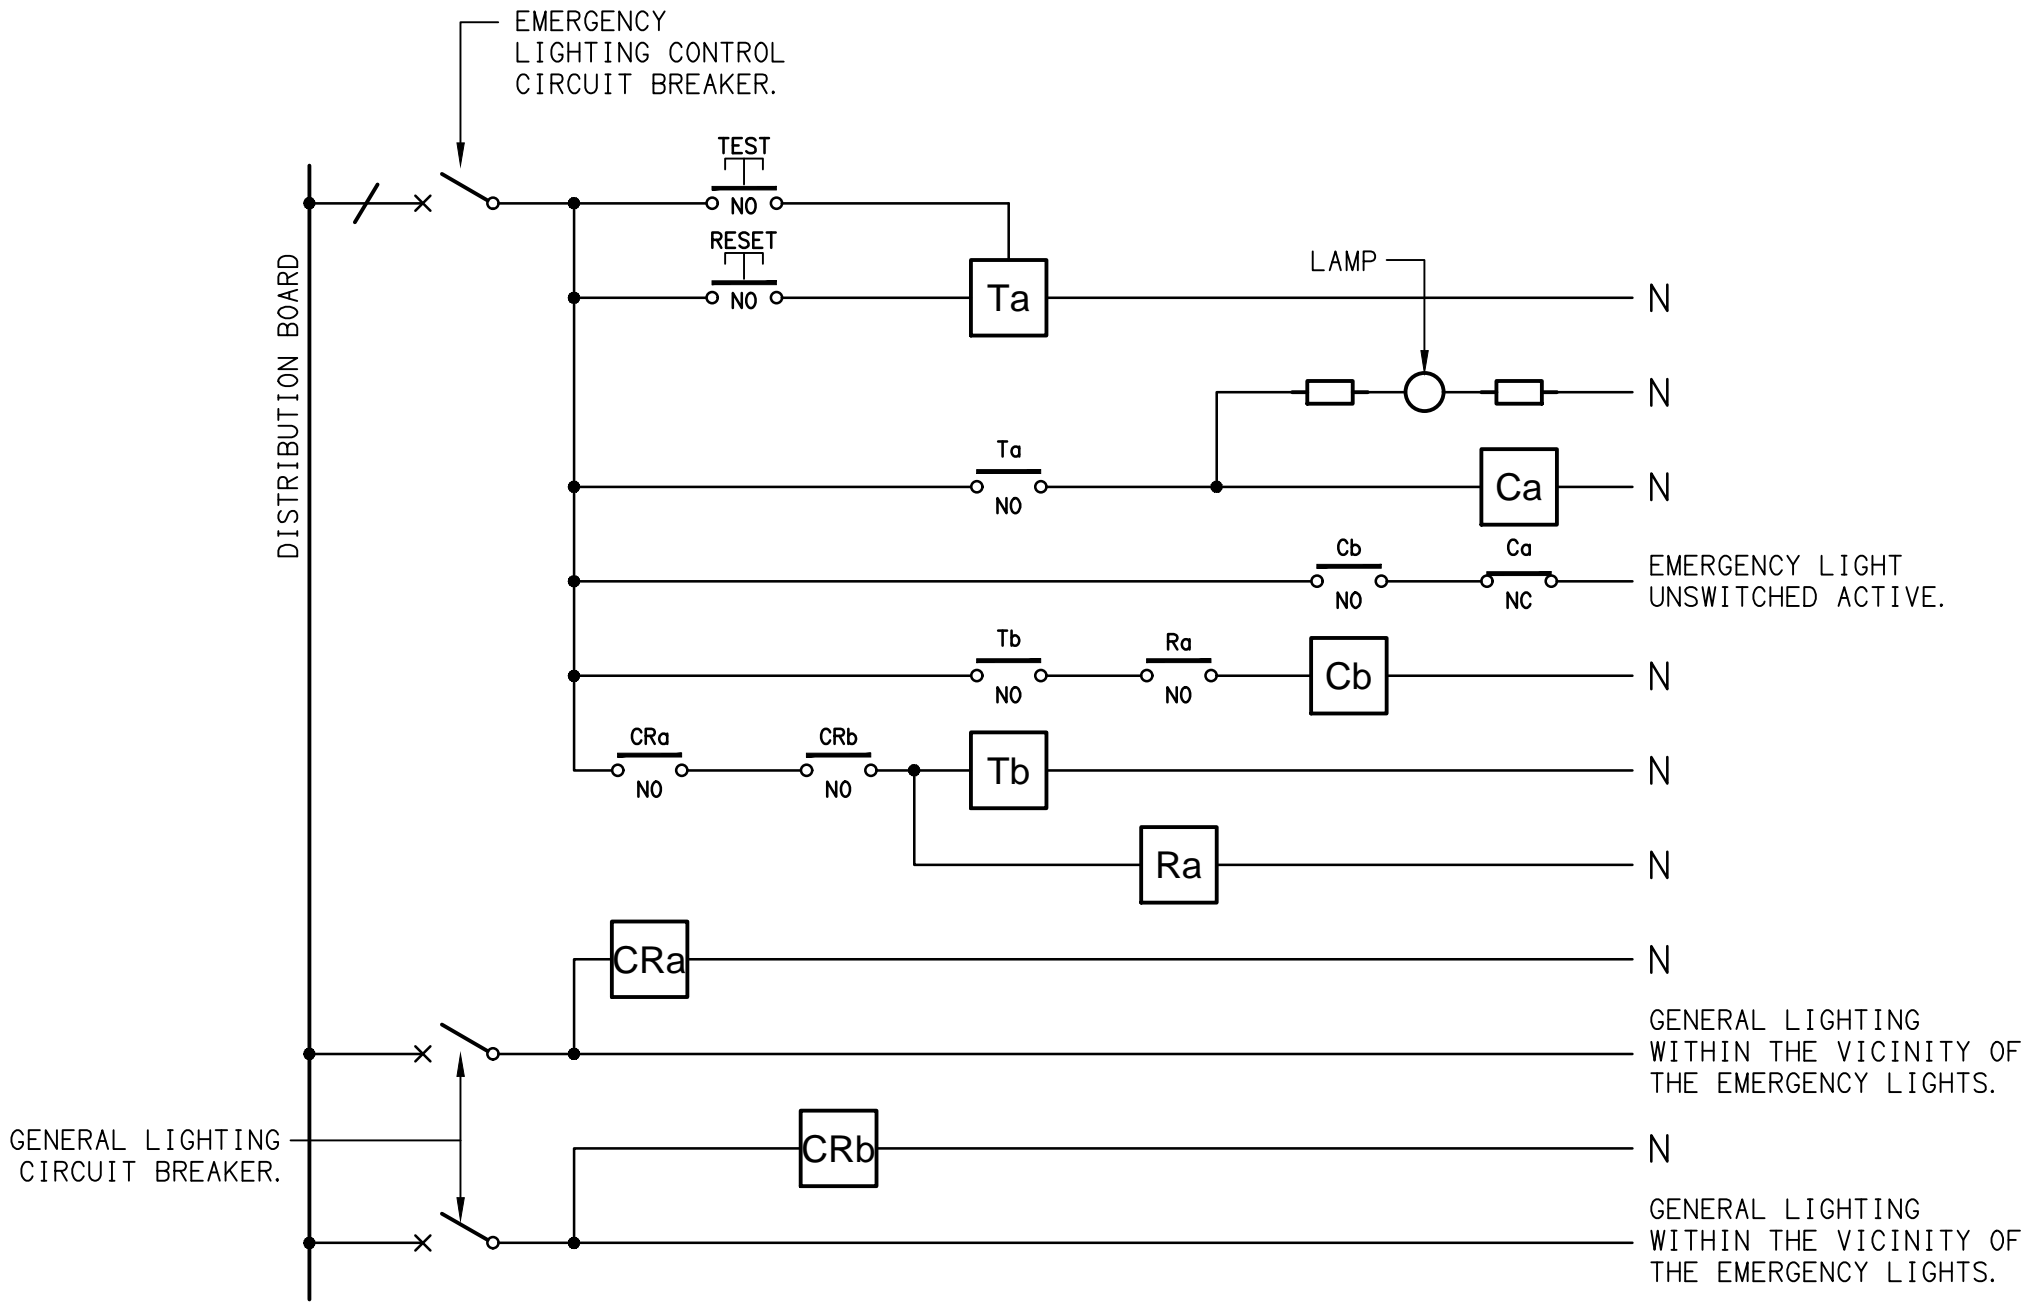 EMERGENCY
LIGHTING CONTROL
CIRCUIT BREAKER.
TEST
NO
RESET
NO
Ta
N
LAMP
N
DISTRIBUTION BOARD
Ta
NO
Ca
N
Cb
NO
Ca
NC
EMERGENCY LIGHT
UNSWITCHED ACTIVE.
Tb
NO
Ra
NO
Cb
N
CRa
NO
CRb
NO
Tb
N
Ra
N
CRa
N
GENERAL LIGHTING
WITHIN THE VICINITY OF
THE EMERGENCY LIGHTS.
GENERAL LIGHTING
CIRCUIT BREAKER.
CRb
N
GENERAL LIGHTING
WITHIN THE VICINITY OF
THE EMERGENCY LIGHTS.